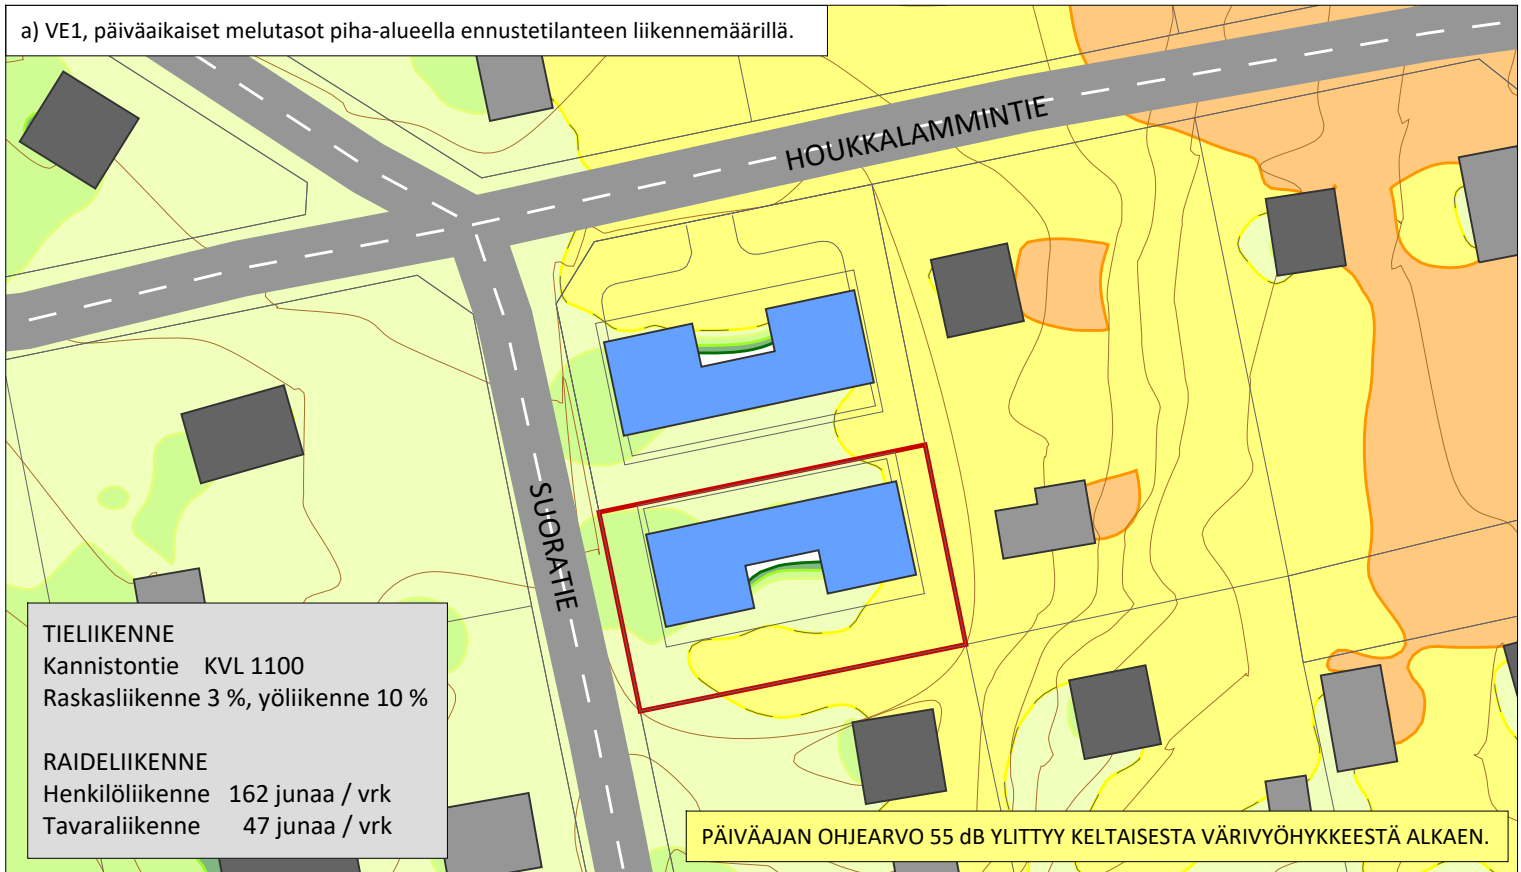 a) VE1, päiväaikaiset melutasot piha-alueella ennustetilanteen liikennemäärillä.
HOUKKALAMMINTIE
SUORATIE
TIELIIKENNE
Kannistontie KVL 1100
Raskasliikenne 3 %, yöliikenne 10 %
RAIDELIIKENNE
Henkilöliikenne 162 junaa / vrk
Tavaraliikenne 47 junaa / vrk
PÄIVÄAJAN OHJEARVO 55 dB YLITTYY KELTAISESTA VÄRIVYÖHYKKEESTÄ ALKAEN.